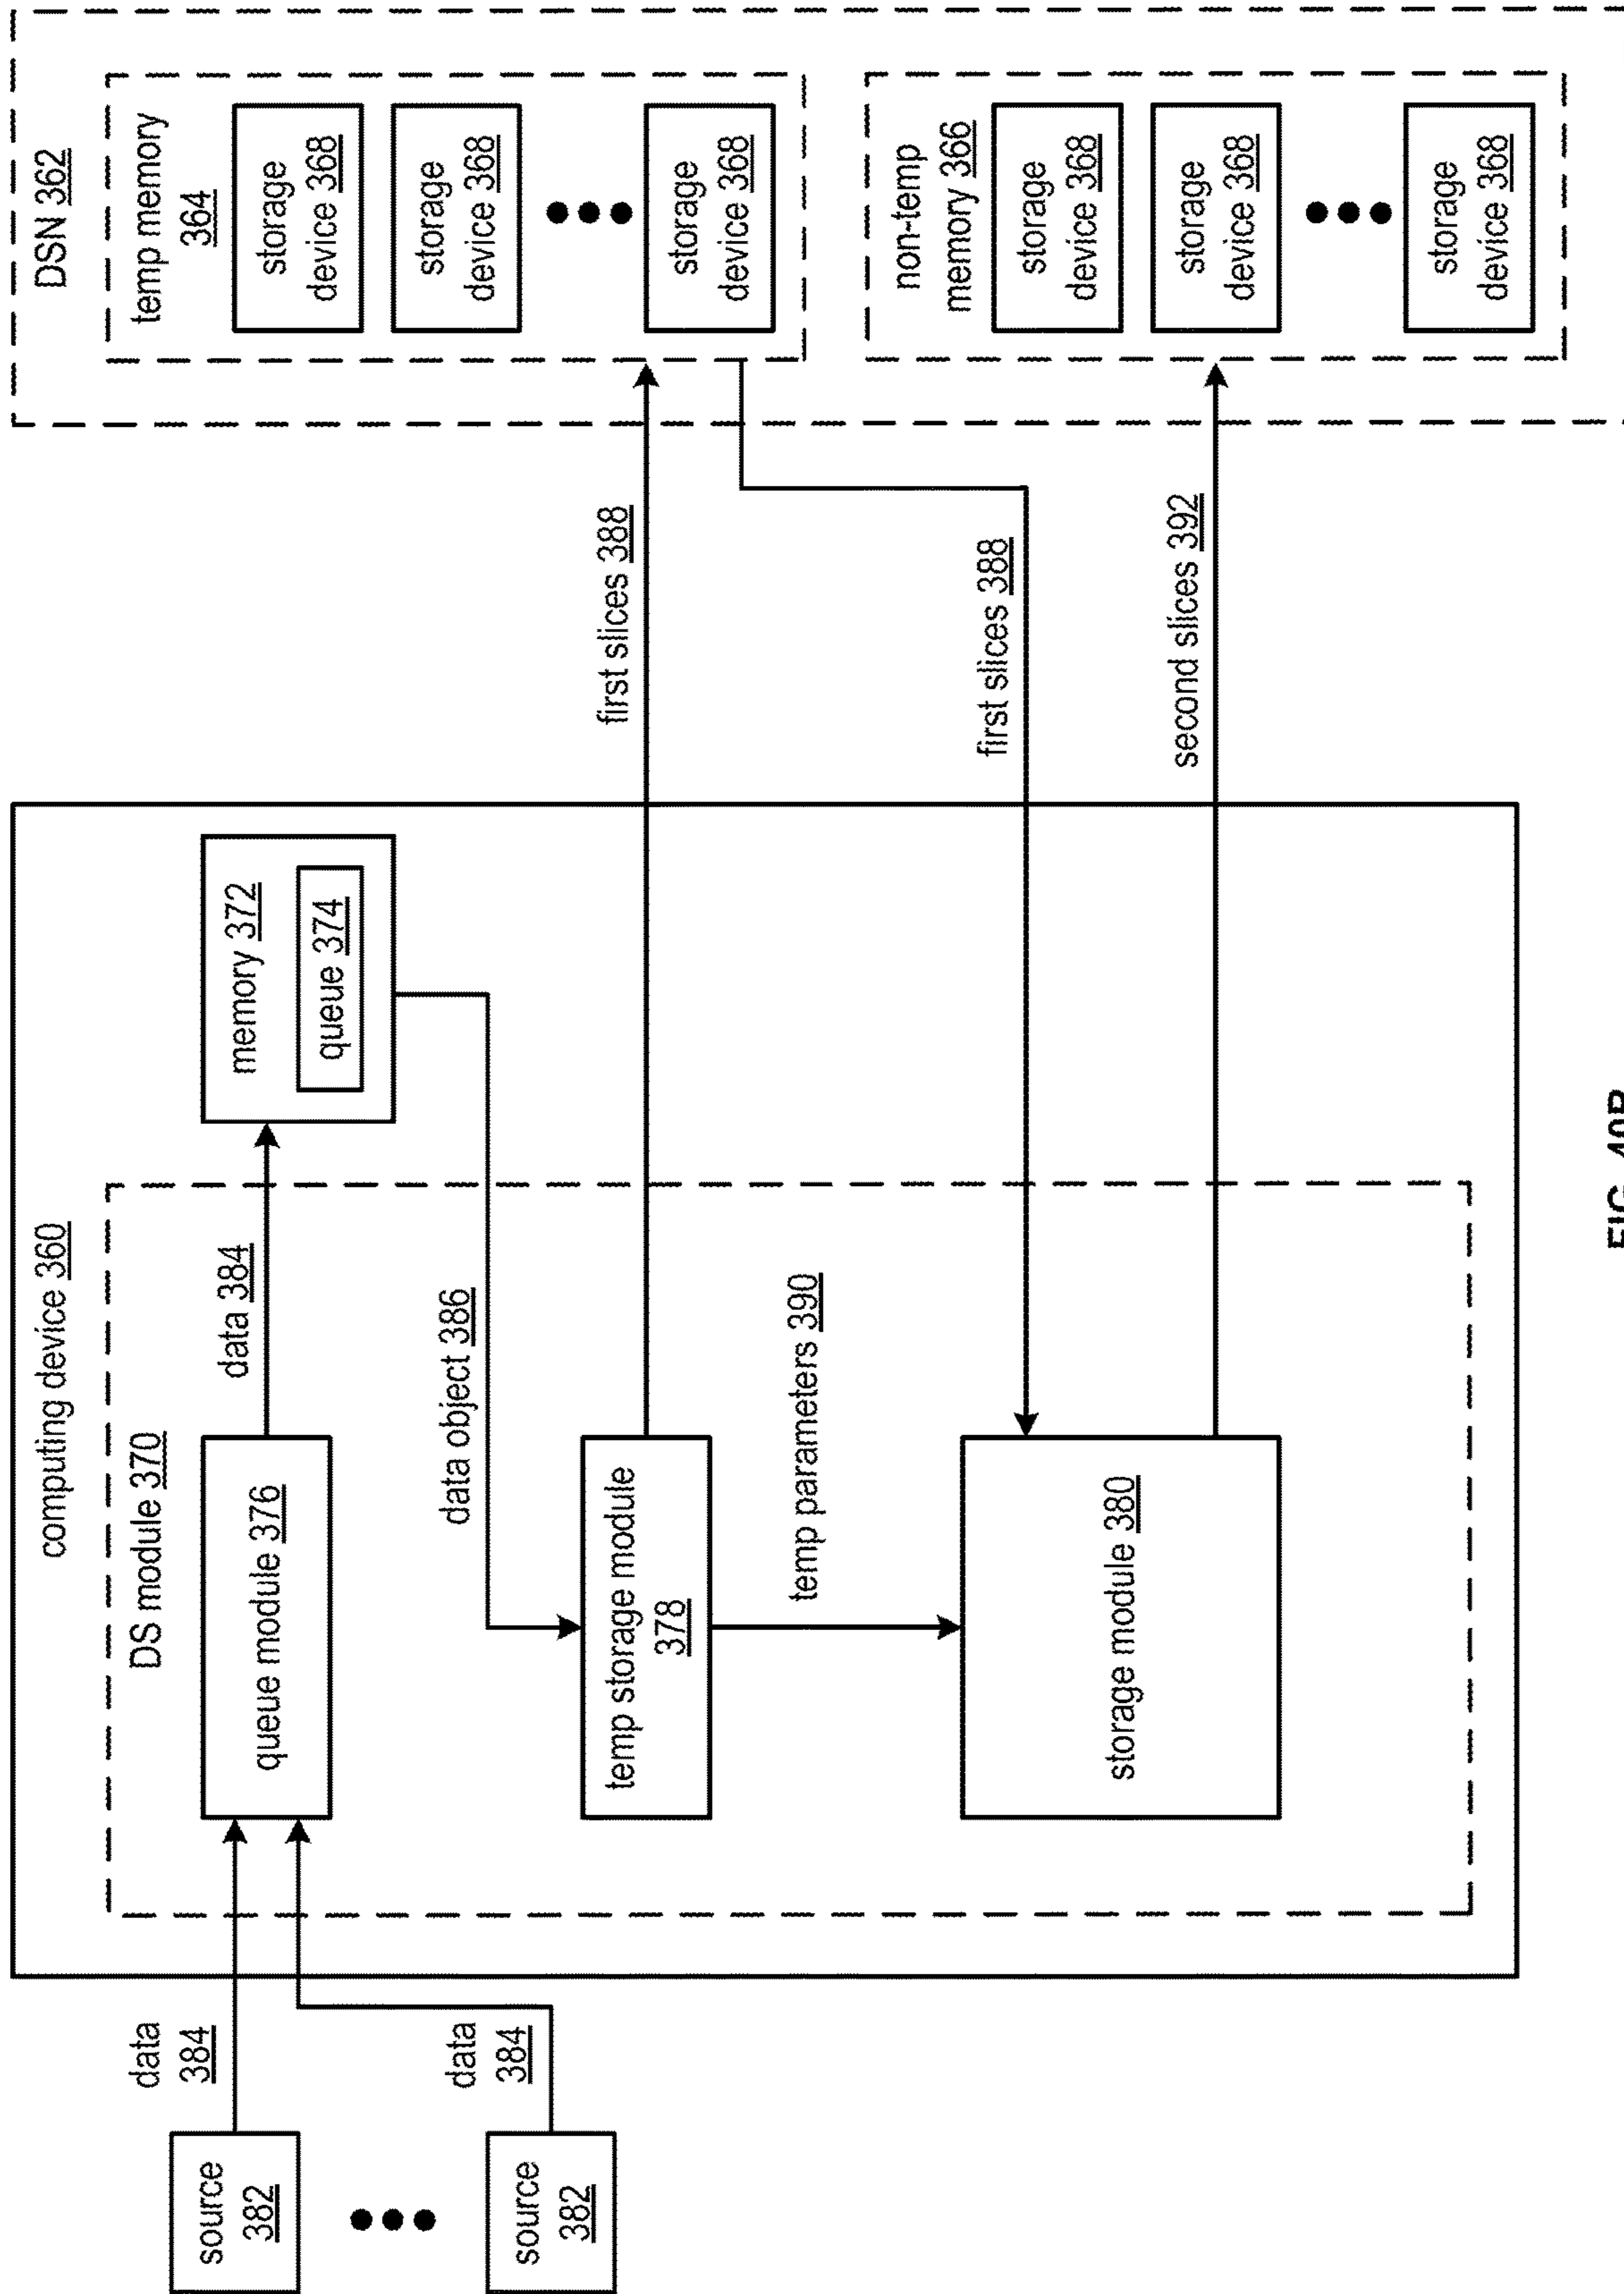 computing device 360
DSN 362
DS module 370
temp memory
364
data
384
source
382
queue module 376
data 384
memory 372
queue 374
storage
device 368
storage
device 368
storage
device 368
data
384
source
382
data object 386
first slices 388
temp storage module
378
temp parameters 390
non-temp
memory 366
first slices 388
storage
device 368
storage module 380
second slices 392
storage
device 368
storage
device 368
FIG. 40B